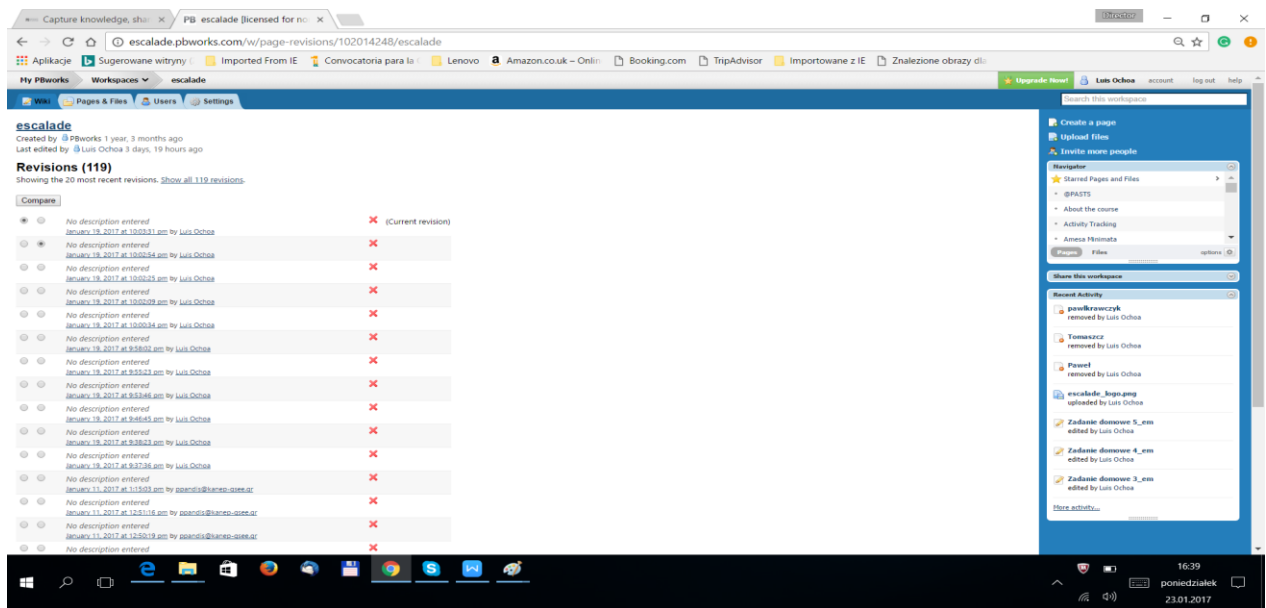 Capture knowledge, shar
PB escalade [licensed for no
Director
escalade.pbworks.com/w/page-revisions/102014248/escalade
Aplikacje Sugerowane witryny Imported From IE Convocatoria para la Lenovo Amazon.co.uk – Onlin Booking.com TripAdvisor Importowane z IE Znalezione obrazy dla
My PBworks Workspaces escalade
Upgrade Now! Luis Ochoa account log out help
Wiki Pages & Files Users Settings
Search this workspace
escalade
Created by PBworks 1 year, 3 months ago
Last edited by Luis Ochoa 3 days, 19 hours ago
Revisions (119)
Showing the 20 most recent revisions. Show all 119 revisions.
Compare
No description entered (Current revision)
January 19, 2017 at 10:03:31 pm by Luis Ochoa
No description entered
January 19, 2017 at 10:02:54 pm by Luis Ochoa
No description entered
January 19, 2017 at 10:02:25 pm by Luis Ochoa
No description entered
January 19, 2017 at 10:02:09 pm by Luis Ochoa
No description entered
January 19, 2017 at 10:00:34 pm by Luis Ochoa
No description entered
January 19, 2017 at 9:58:02 pm by Luis Ochoa
No description entered
January 19, 2017 at 9:55:23 pm by Luis Ochoa
No description entered
January 19, 2017 at 9:53:46 pm by Luis Ochoa
No description entered
January 19, 2017 at 9:46:45 pm by Luis Ochoa
No description entered
January 19, 2017 at 9:38:23 pm by Luis Ochoa
No description entered
January 19, 2017 at 9:37:36 pm by Luis Ochoa
No description entered
January 11, 2017 at 1:15:05 pm by ppandis@kanep-gsee.gr
No description entered
January 11, 2017 at 12:51:16 pm by ppandis@kanep-gsee.gr
No description entered
January 11, 2017 at 12:50:19 pm by ppandis@kanep-gsee.gr
No description entered
Create a page
Upload files
Invite more people
Navigator
Starred Pages and Files
@PASTS
About the course
Activity Tracking
Amesa Minimata
Pages Files options
Share this workspace
Recent Activity
pawlkrawczyk
removed by Luis Ochoa
Tomaszcz
removed by Luis Ochoa
Paweł
removed by Luis Ochoa
escalade_logo.png
uploaded by Luis Ochoa
Zadanie domowe 5_em
edited by Luis Ochoa
Zadanie domowe 4_em
edited by Luis Ochoa
Zadanie domowe 3_em
edited by Luis Ochoa
More activity...
16:39
poniedziałek
23.01.2017